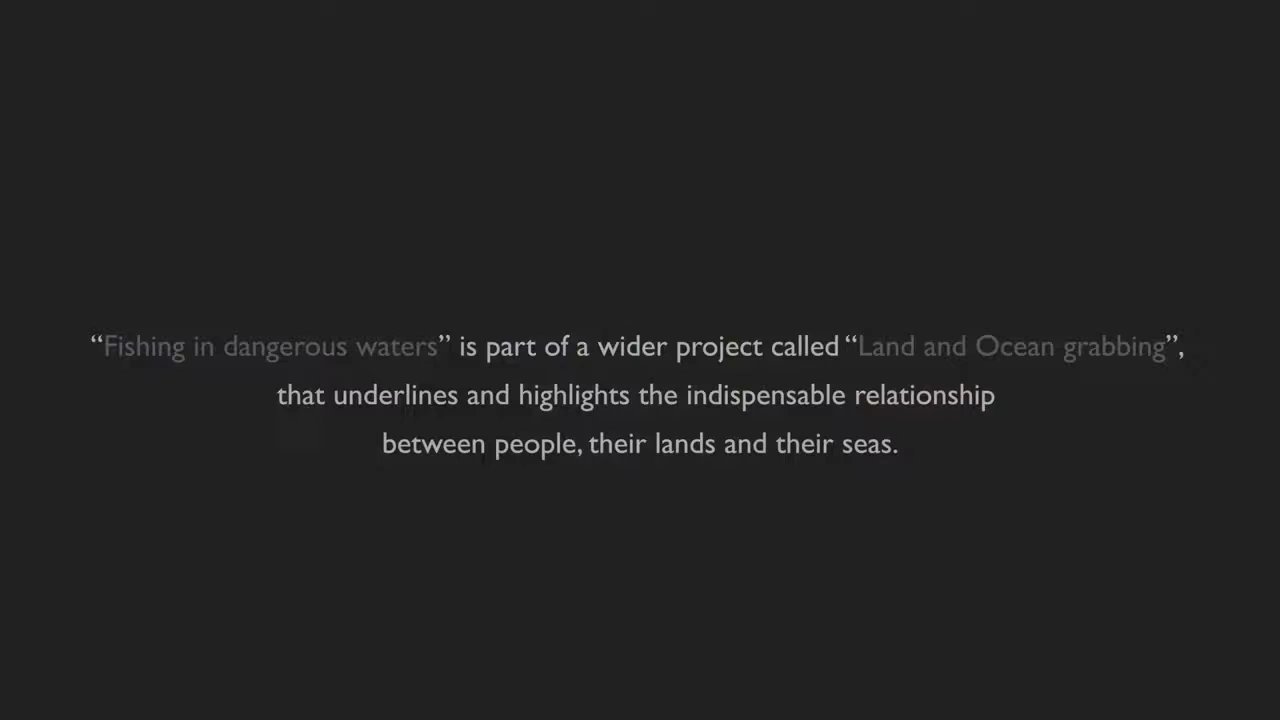 “Fishing in dangerous waters” is part of a wider project called “Land and Ocean grabbing”,
that underlines and highlights the indispensable relationship
between people, their lands and their seas.